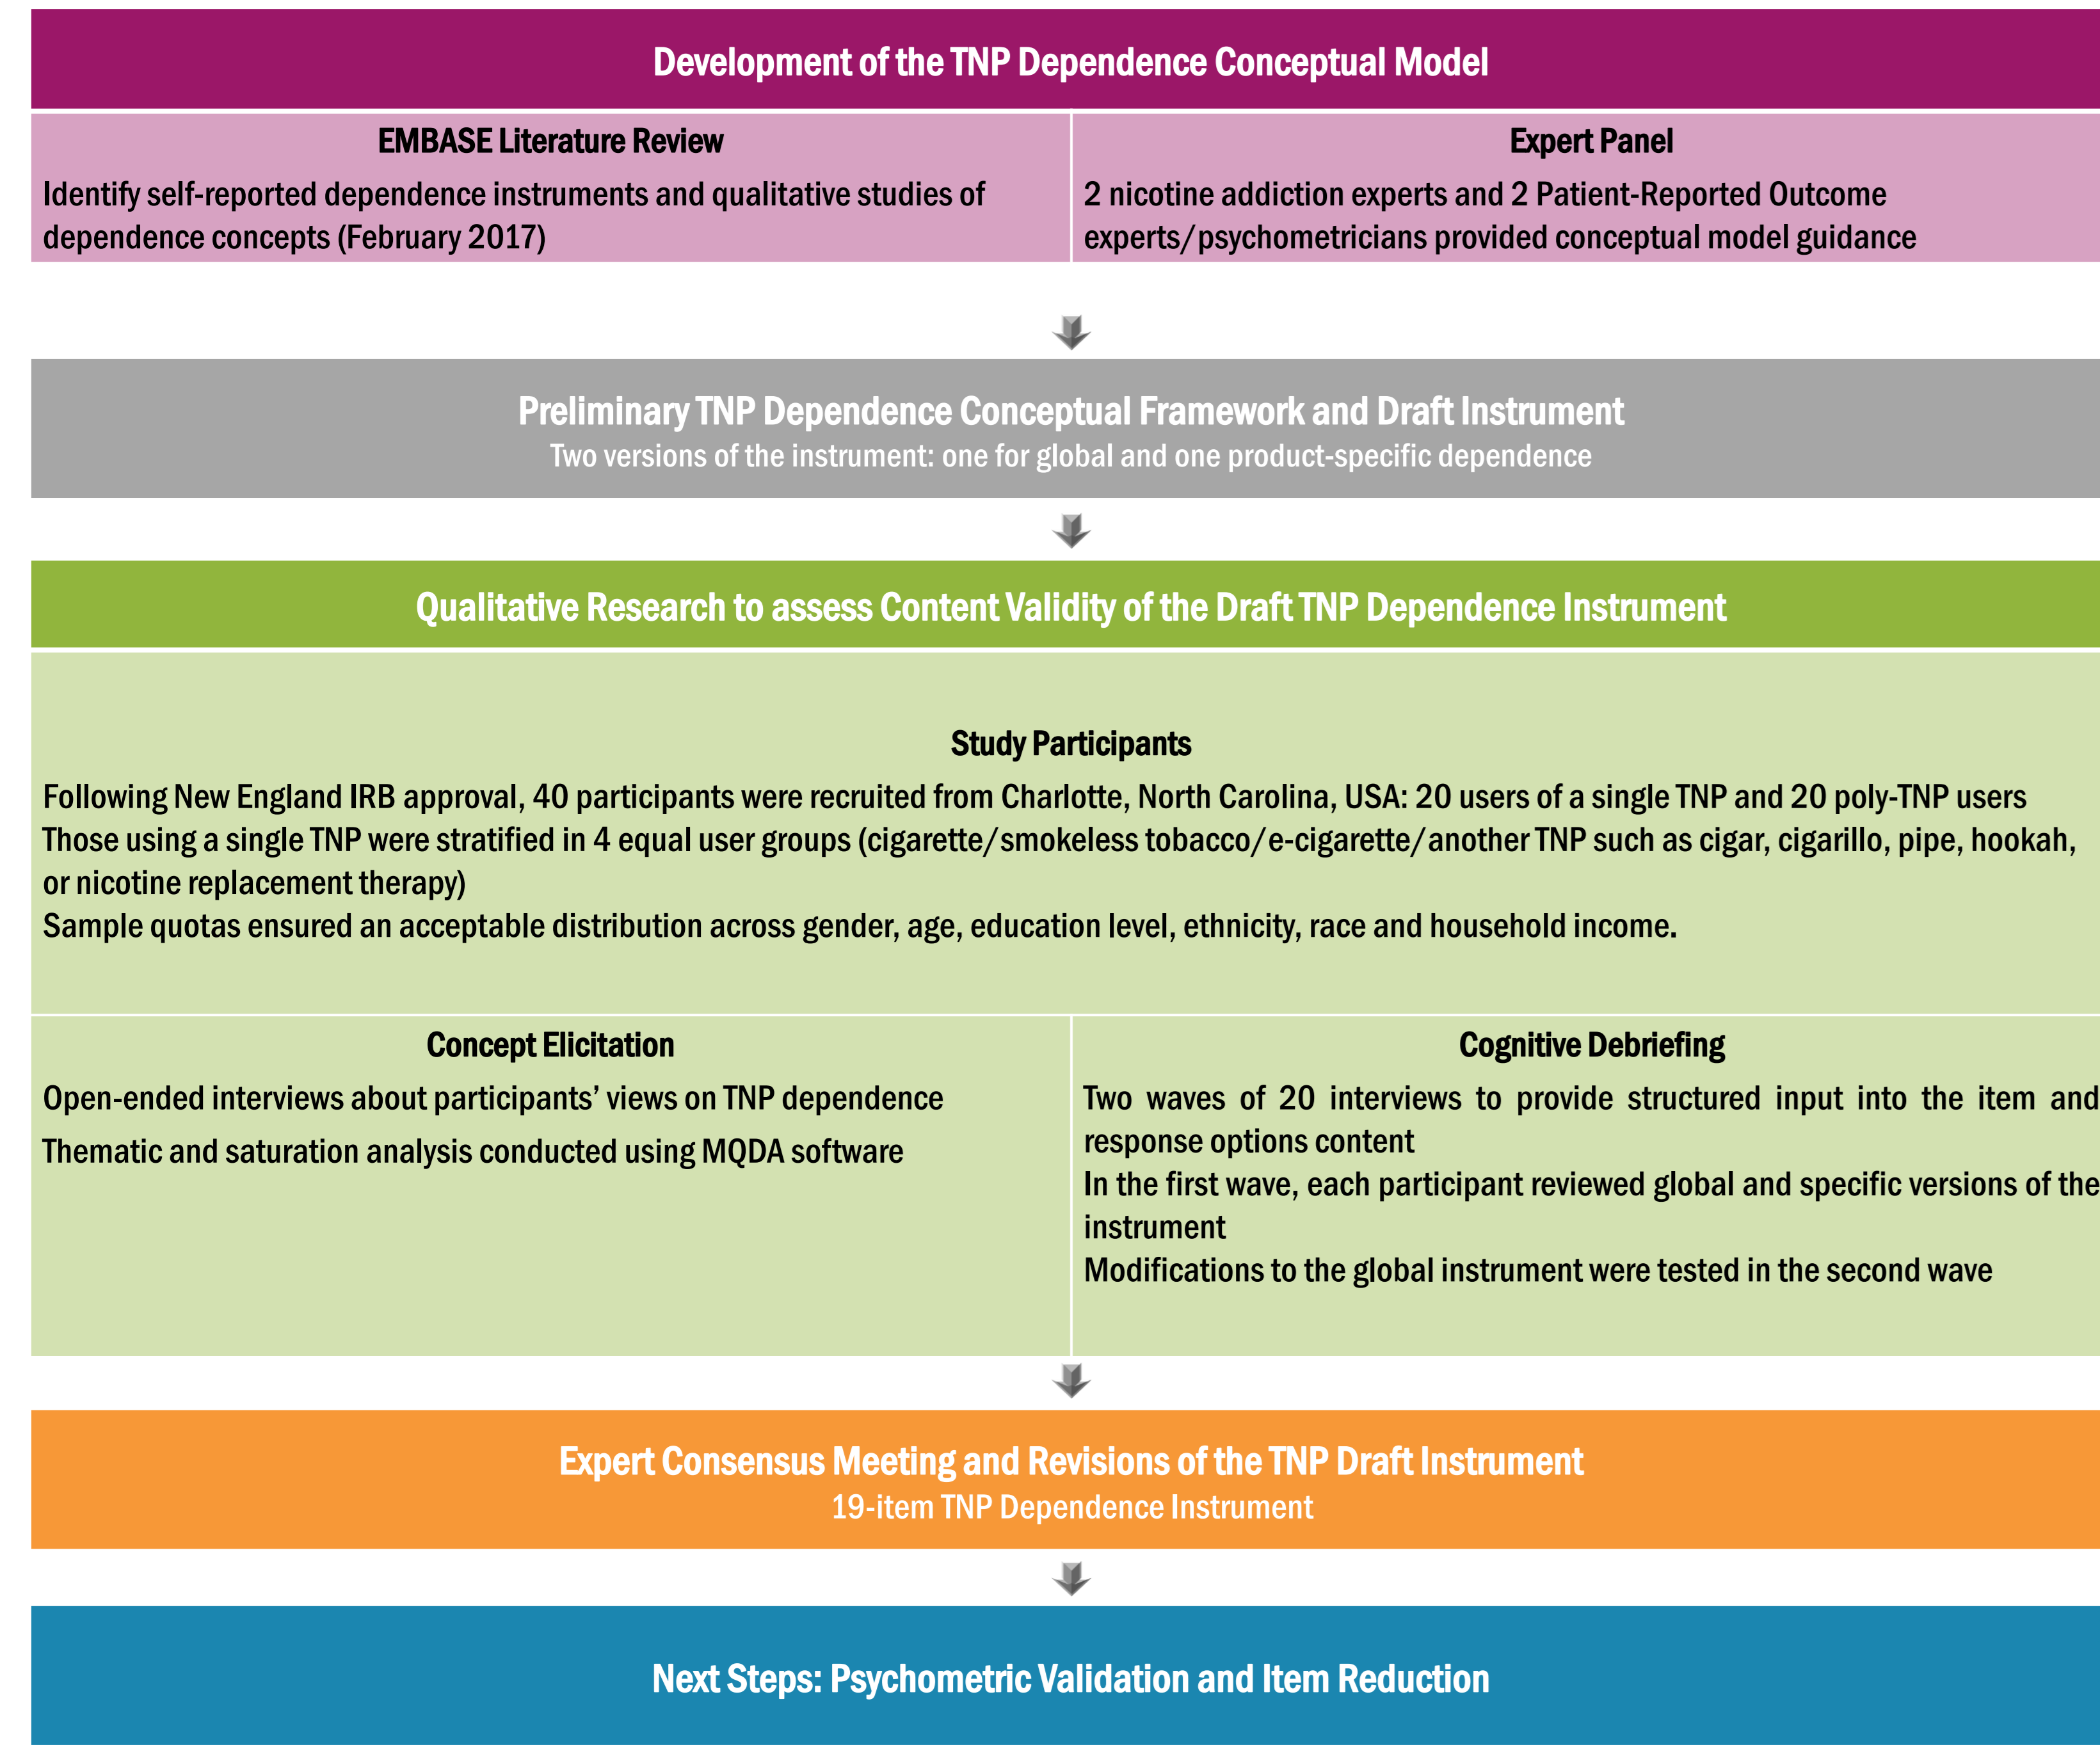 Development of the TNP Dependence Conceptual Model
EMBASE Literature Review
Identify self-reported dependence instruments and qualitative studies of
dependence concepts (February 2017)
Expert Panel
2 nicotine addiction experts and 2 Patient-Reported Outcome
experts/psychometricians provided conceptual model guidance
Preliminary TNP Dependence Conceptual Framework and Draft Instrument
Two versions of the instrument: one for global and one product-specific dependence
Qualitative Research to assess Content Validity of the Draft TNP Dependence Instrument
Study Participants
Following New England IRB approval, 40 participants were recruited from Charlotte, North Carolina, USA: 20 users of a single TNP and 20 poly-TNP users
Those using a single TNP were stratified in 4 equal user groups (cigarette/smokeless tobacco/e-cigarette/another TNP such as cigar, cigarillo, pipe, hookah,
or nicotine replacement therapy)
Sample quotas ensured an acceptable distribution across gender, age, education level, ethnicity, race and household income.
Concept Elicitation
Open-ended interviews about participants’ views on TNP dependence
Thematic and saturation analysis conducted using MQDA software
Cognitive Debriefing
Two waves of 20 interviews to provide structured input into the item and
response options content
In the first wave, each participant reviewed global and specific versions of the
instrument
Modifications to the global instrument were tested in the second wave
Expert Consensus Meeting and Revisions of the TNP Draft Instrument
19-item TNP Dependence Instrument
Next Steps: Psychometric Validation and Item Reduction